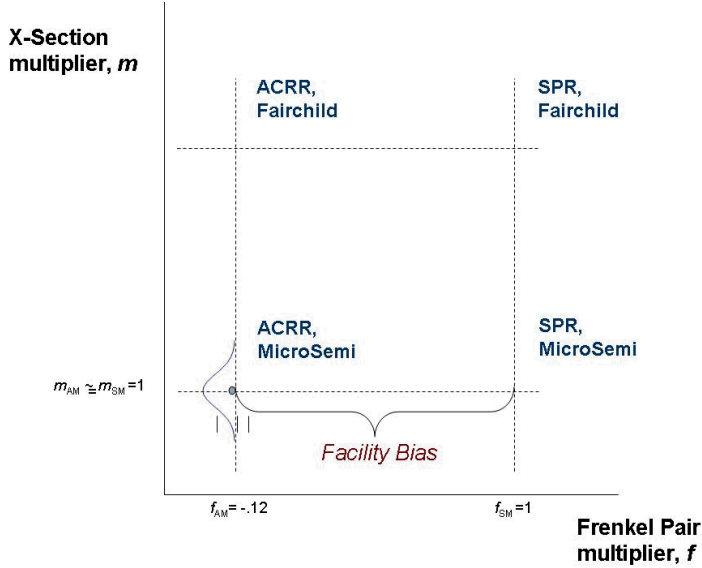 X-Section
multiplier, m
ACRR,
Fairchild
SPR,
Fairchild
ACRR,
MicroSemi
SPR,
MicroSemi
mAM ≅ mSM =1
Facility Bias
fAM = -.12
fSM =1
Frenkel Pair
multiplier, f